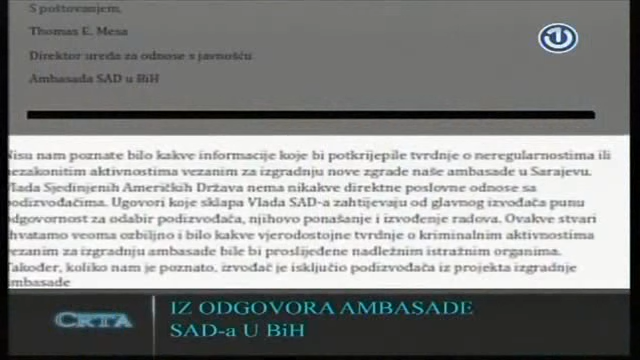 S poštovanjem,
Thomas E. Mesa
Direktor ureda za odnose s javnošću
Ambasada SAD u BiH
Nisu nam poznate bilo kakve informacije koje bi potkrijepile tvrdnje o neregularnostima ili
nezakonitim aktivnostima vezanim za izgradnju nove zgrade naše ambasade u Sarajevu.
Vlada Sjedinjenih Američkih Država nema nikakve direktne poslovne odnose sa
podizvođačima. Ugovori koje sklapa Vlada SAD-a zahtijevaju od glavnog izvođača punu
odgovornost za odabir podizvođača, njihovo ponašanje i izvođenje radova. Ovakve stvari
hvatamo veoma ozbiljno i bilo kakve vjerodostojne tvrdnje o kriminalnim aktivnostima
vezanim za izgradnju ambasade bile bi proslijeđene nadležnim istražnim organima.
Također, koliko nam je poznato, izvođač je isključio podizvođača iz projekta izgradnje
ambasade
CRTA
IZ ODGOVORA AMBASADE
SAD-a U BiH